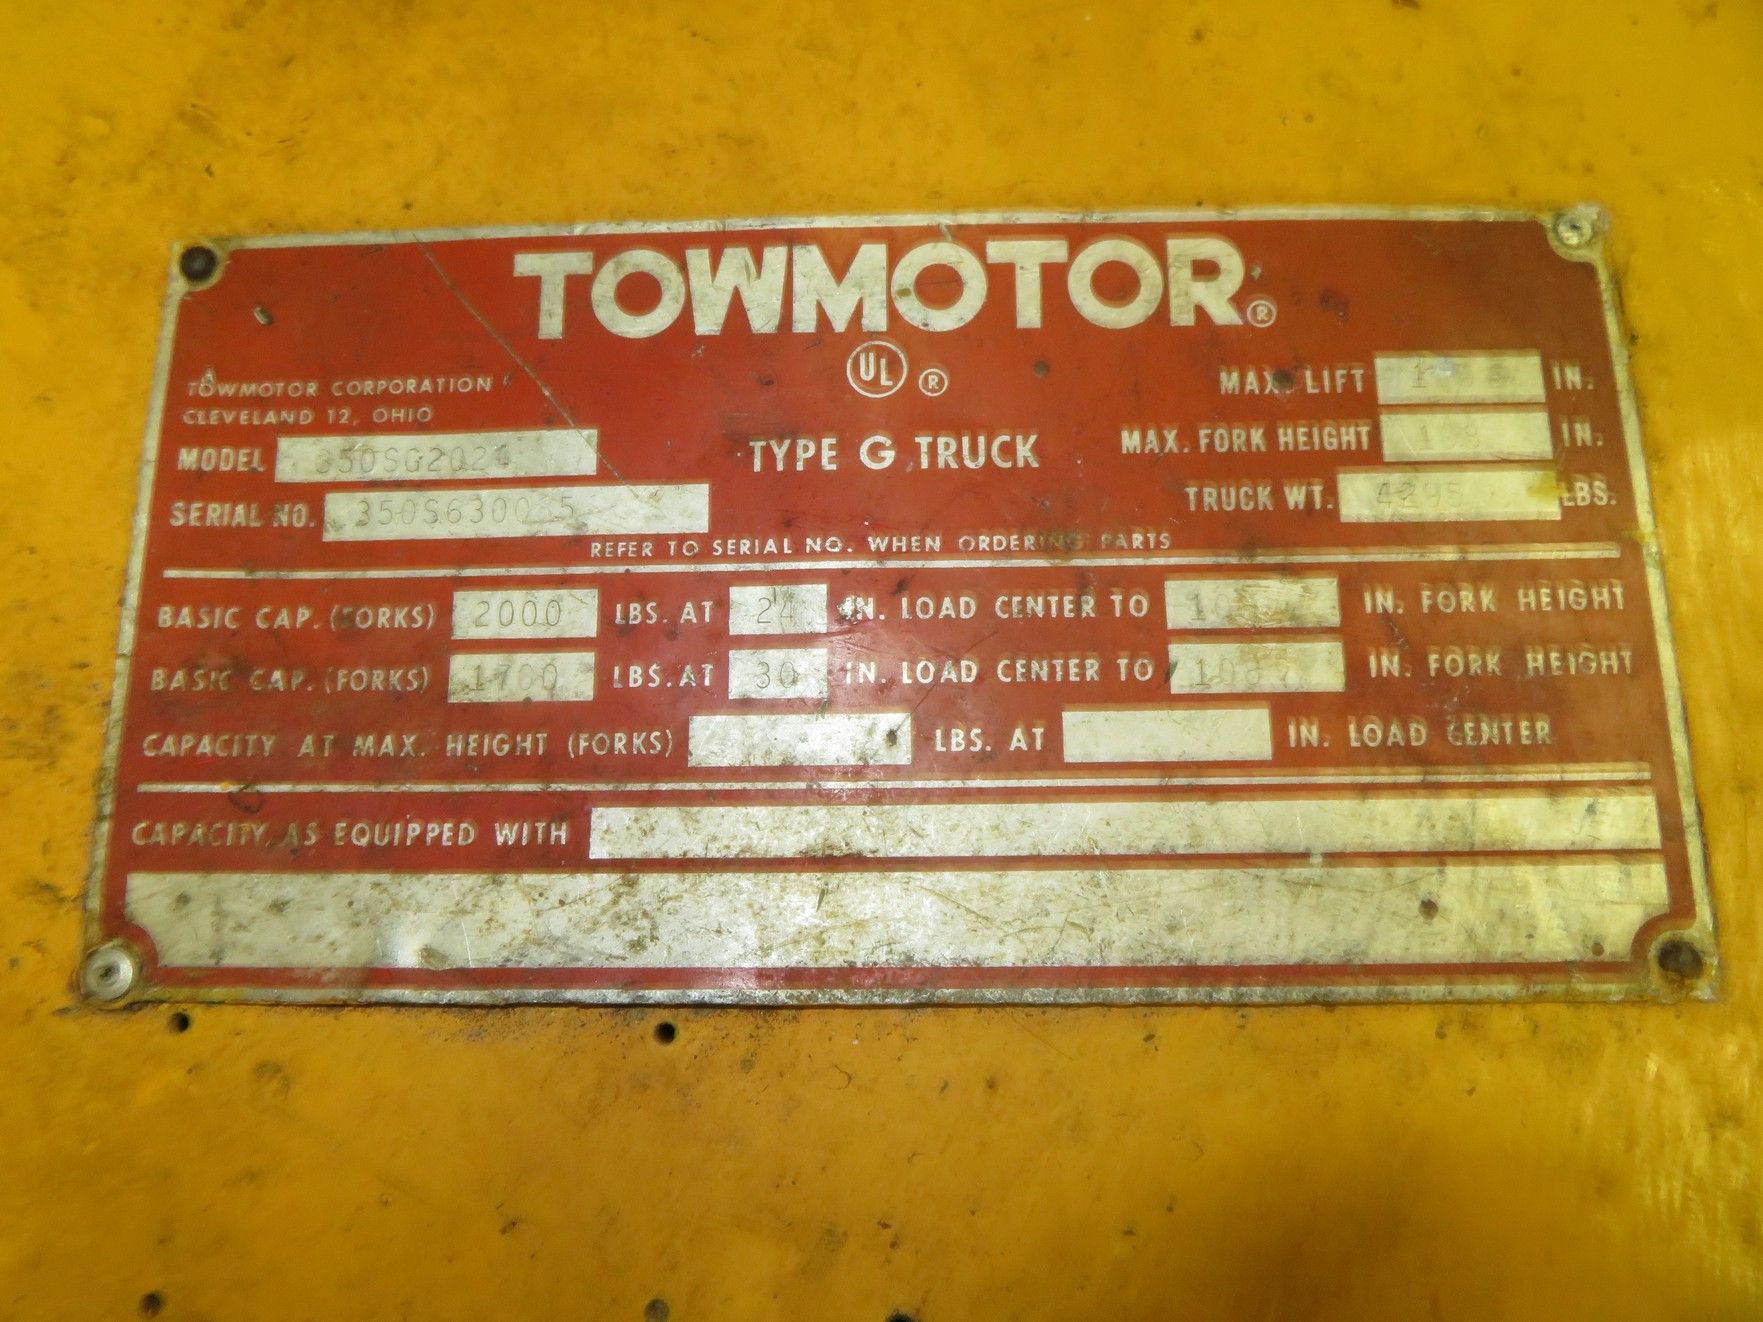 TOWMOTOR®
UL ®
TOWMOTOR CORPORATION
CLEVELAND 12, OHIO
MAX. LIFT IN.
MODEL 350SG2024 TYPE G TRUCK MAX. FORK HEIGHT IN.
SERIAL NO. TRUCK WT. 4295 LBS.
REFER TO SERIAL NO. WHEN ORDERING PARTS
BASIC CAP. (FORKS) 2000 LBS. AT 24 IN. LOAD CENTER TO IN. FORK HEIGHT
BASIC CAP. (FORKS) 1700 LBS. AT 30 IN. LOAD CENTER TO IN. FORK HEIGHT
CAPACITY AT MAX. HEIGHT (FORKS) LBS. AT IN. LOAD CENTER
CAPACITY, AS EQUIPPED WITH